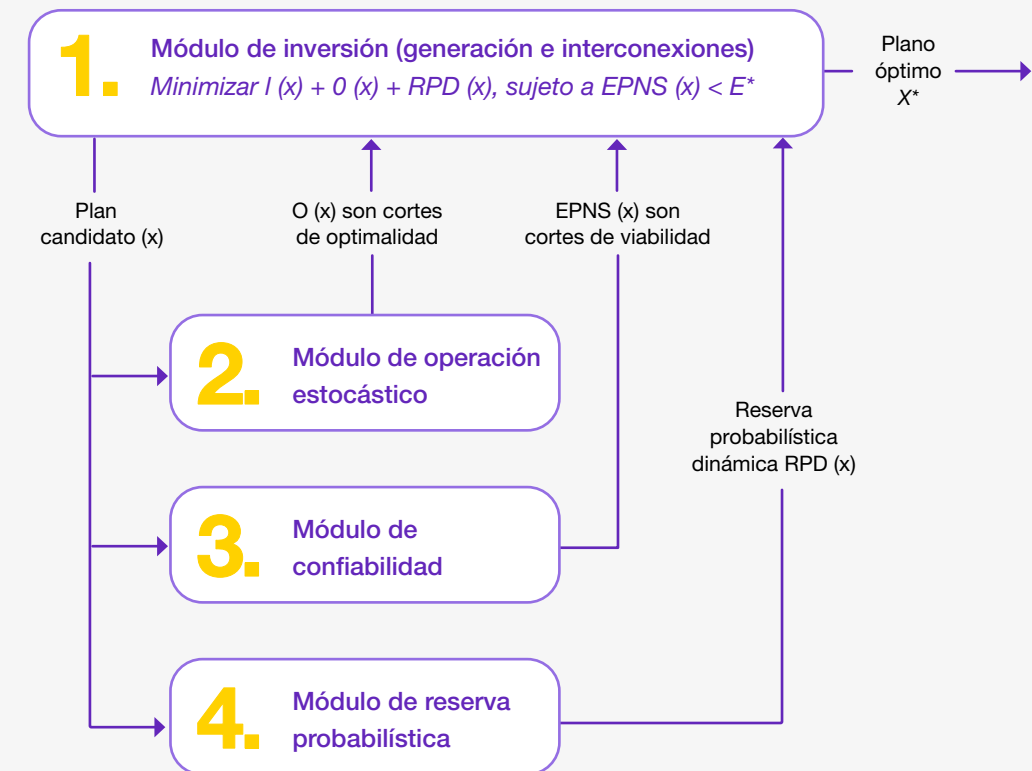 1.
Módulo de inversión (generación e interconexiones)
Minimizar I (x) + 0 (x) + RPD (x), sujeto a EPNS (x) < E*
Plano
óptimo
X*
Plan
candidato (x)
O (x) son cortes
de optimalidad
EPNS (x) son
cortes de viabilidad
2.
Módulo de operación
estocástico
Reserva
probabilística
dinámica RPD (x)
3.
Módulo de
confiabilidad
4.
Módulo de reserva
probabilística